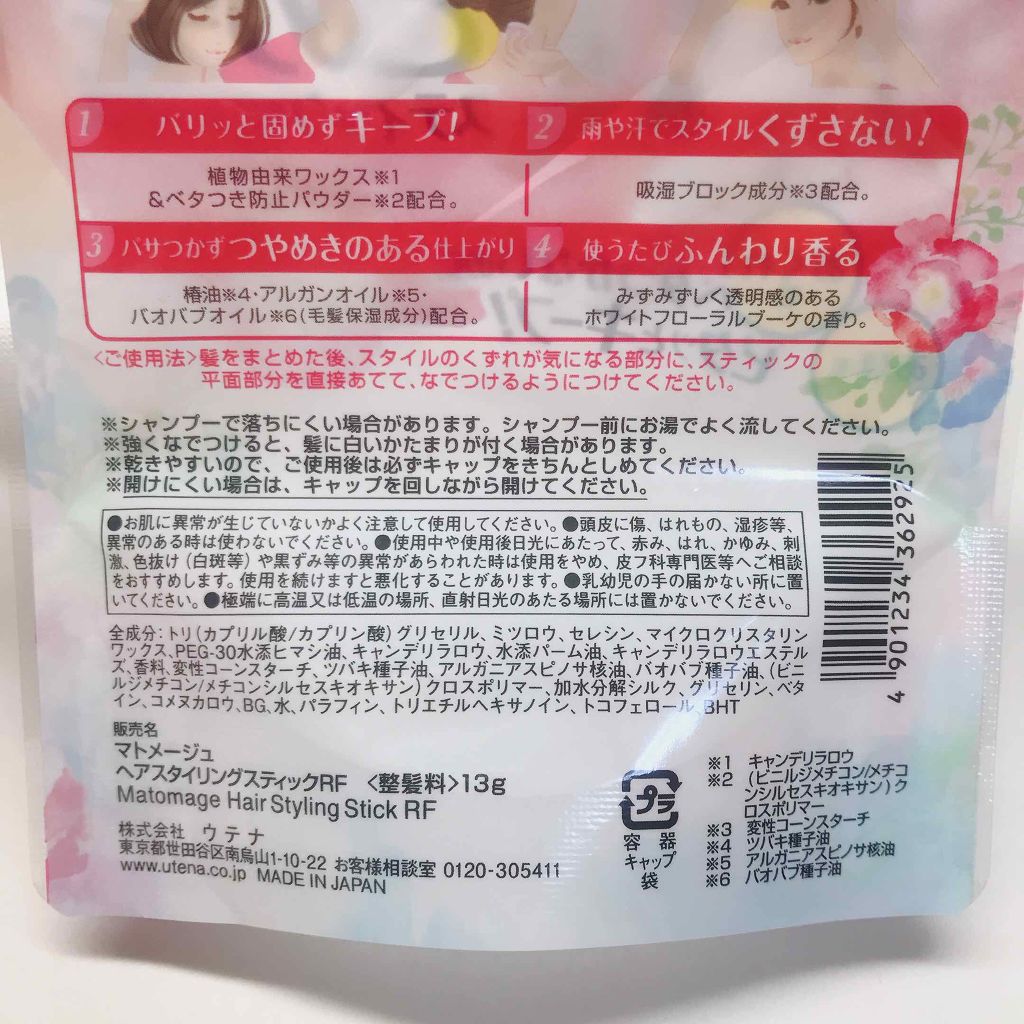 1 バリッと固めずキープ!
2 雨や汗でスタイルくずさない!
植物由来ワックス※1
&ベタつき防止パウダー※2配合。
吸湿ブロック成分※3配合。
3 パサつかずつやめきのある仕上がり
4 使うたびふんわり香る
椿油※4・アルガンオイル※5・
バオバブオイル※6(毛髪保湿成分)配合。
みずみずしく透明感のある
ホワイトフローラルブーケの香り。
<ご使用法>髪をまとめた後、スタイルのくずれが気になる部分に、スティックの
平面部分を直接あてて、なでつけるようにつけてください。
※シャンプーで落ちにくい場合があります。シャンプー前にお湯でよく流してください。
※強くなでつけると、髪に白いかたまりが付く場合があります。
※乾きやすいので、ご使用後は必ずキャップをきちんとしめてください。
※開けにくい場合は、キャップを回しながら開けてください。
●お肌に異常が生じていないかよく注意して使用してください。●頭皮に傷、はれもの、湿疹等、
異常のある時は使わないでください。●使用中や使用後日光にあたって、赤み、はれ、かゆみ、刺
激、色抜け(白斑等)や黒ずみ等の異常があらわれた時は使用をやめ、皮フ科専門医等へご相談
をおすすめします。使用を続けますと悪化することがあります。●乳幼児の手の届かない所に置
いてください。●極端に高温又は低温の場所、直射日光のあたる場所には置かないでください。
全成分:トリ(カプリル酸/カプリン酸)グリセリル、ミツロウ、セレシン、マイクロクリスタリン
ワックス、PEG-30水添ヒマシ油、キャンデリラロウ、水添パーム油、キャンデリラロウエステル
ズ、香料、変性コーンスターチ、ツバキ種子油、アルガニアスピノサ核油、バオバブ種子油、(ビニ
ルジメチコン/メチコンシルセスキオキサン)クロスポリマー、加水分解シルク、グリセリン、ベタ
イン、コメヌカロウ、BG、水、パラフィン、トリエチルヘキサノイン、トコフェロール、BHT
4 901234 362925
販売名
マトメージュ
ヘアスタイリングスティックRF <整髪料>13g
Matomage Hair Styling Stick RF
株式会社 ウテナ
東京都世田谷区南烏山1-10-22 お客様相談室 0120-305411
www.utena.co.jp MADE IN JAPAN
プラ
容器
キャップ
袋
※1 キャンデリラロウ
※2 (ビニルジメチコン/メチコ
ンシルセスキオキサン)ク
ロスポリマー
※3 変性コーンスターチ
※4 ツバキ種子油
※5 アルガニアスピノサ核油
※6 バオバブ種子油